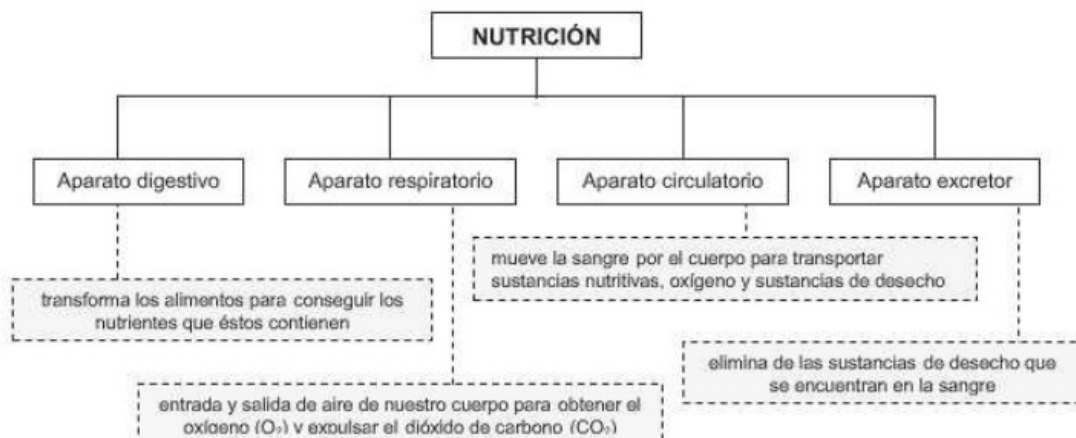 NUTRICIÓN
Aparato digestivo
Aparato respiratorio
Aparato circulatorio
Aparato excretor
mueve la sangre por el cuerpo para transportar
sustancias nutritivas, oxígeno y sustancias de desecho
transforma los alimentos para conseguir los
nutrientes que éstos contienen
elimina de las sustancias de desecho que
se encuentran en la sangre
entrada y salida de aire de nuestro cuerpo para obtener el
oxígeno (O₂) y expulsar el dióxido de carbono (CO₂)